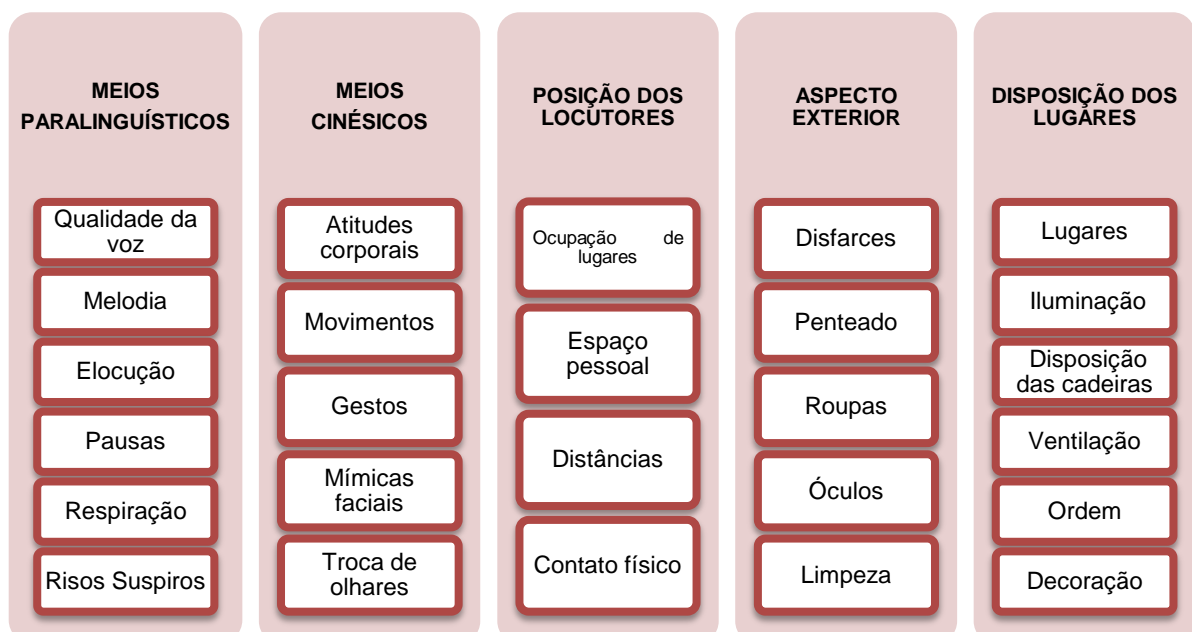 MEIOS
PARALINGUÍSTICOS
Qualidade da
voz
Melodia
Elocução
Pausas
Respiração
Risos Suspiros
MEIOS
CINÉSICOS
Atitudes
corporais
Movimentos
Gestos
Mímicas
faciais
Troca de
olhares
POSIÇÃO DOS
LOCUTORES
Ocupação de
lugares
Espaço
pessoal
Distâncias
Contato físico
ASPECTO
EXTERIOR
Disfarces
Penteado
Roupas
Óculos
Limpeza
DISPOSIÇÃO DOS
LUGARES
Lugares
Iluminação
Disposição
das cadeiras
Ventilação
Ordem
Decoração